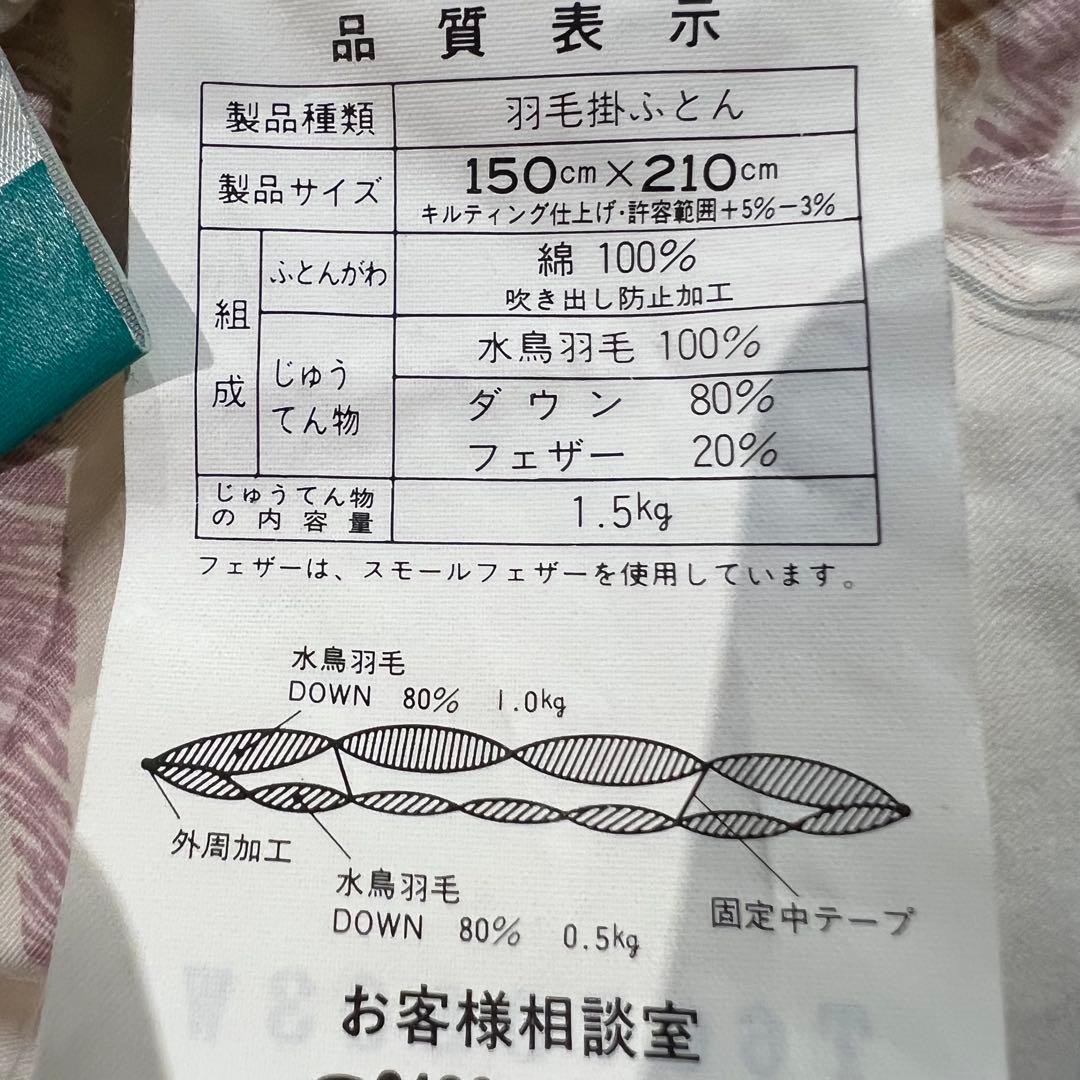 品質表示
製品種類 羽毛掛ふとん
製品サイズ 150cm×210cm
キルティング仕上げ・許容範囲+5%-3%
組成 ふとんがわ 綿 100%
吹き出し防止加工
じゅうてん物 水鳥羽毛 100%
ダウン 80%
フェザー 20%
じゅうてん物の内容量 1.5kg
フェザーは、スモールフェザーを使用しています。
水鳥羽毛
DOWN 80% 1.0kg
外周加工
水鳥羽毛
DOWN 80% 0.5kg
固定中テープ
お客様相談室